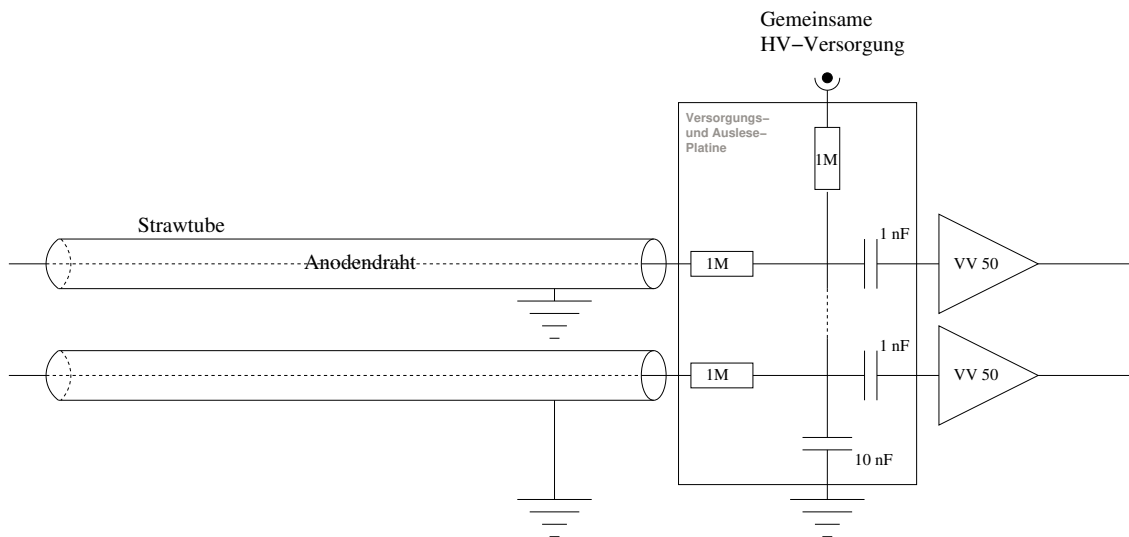 Gemeinsame
HV−Versorgung
Versorgungs−
und Auslese−
Platine
1M
Strawtube
1 nF
Anodendraht
1M
VV 50
1 nF
1M
VV 50
10 nF